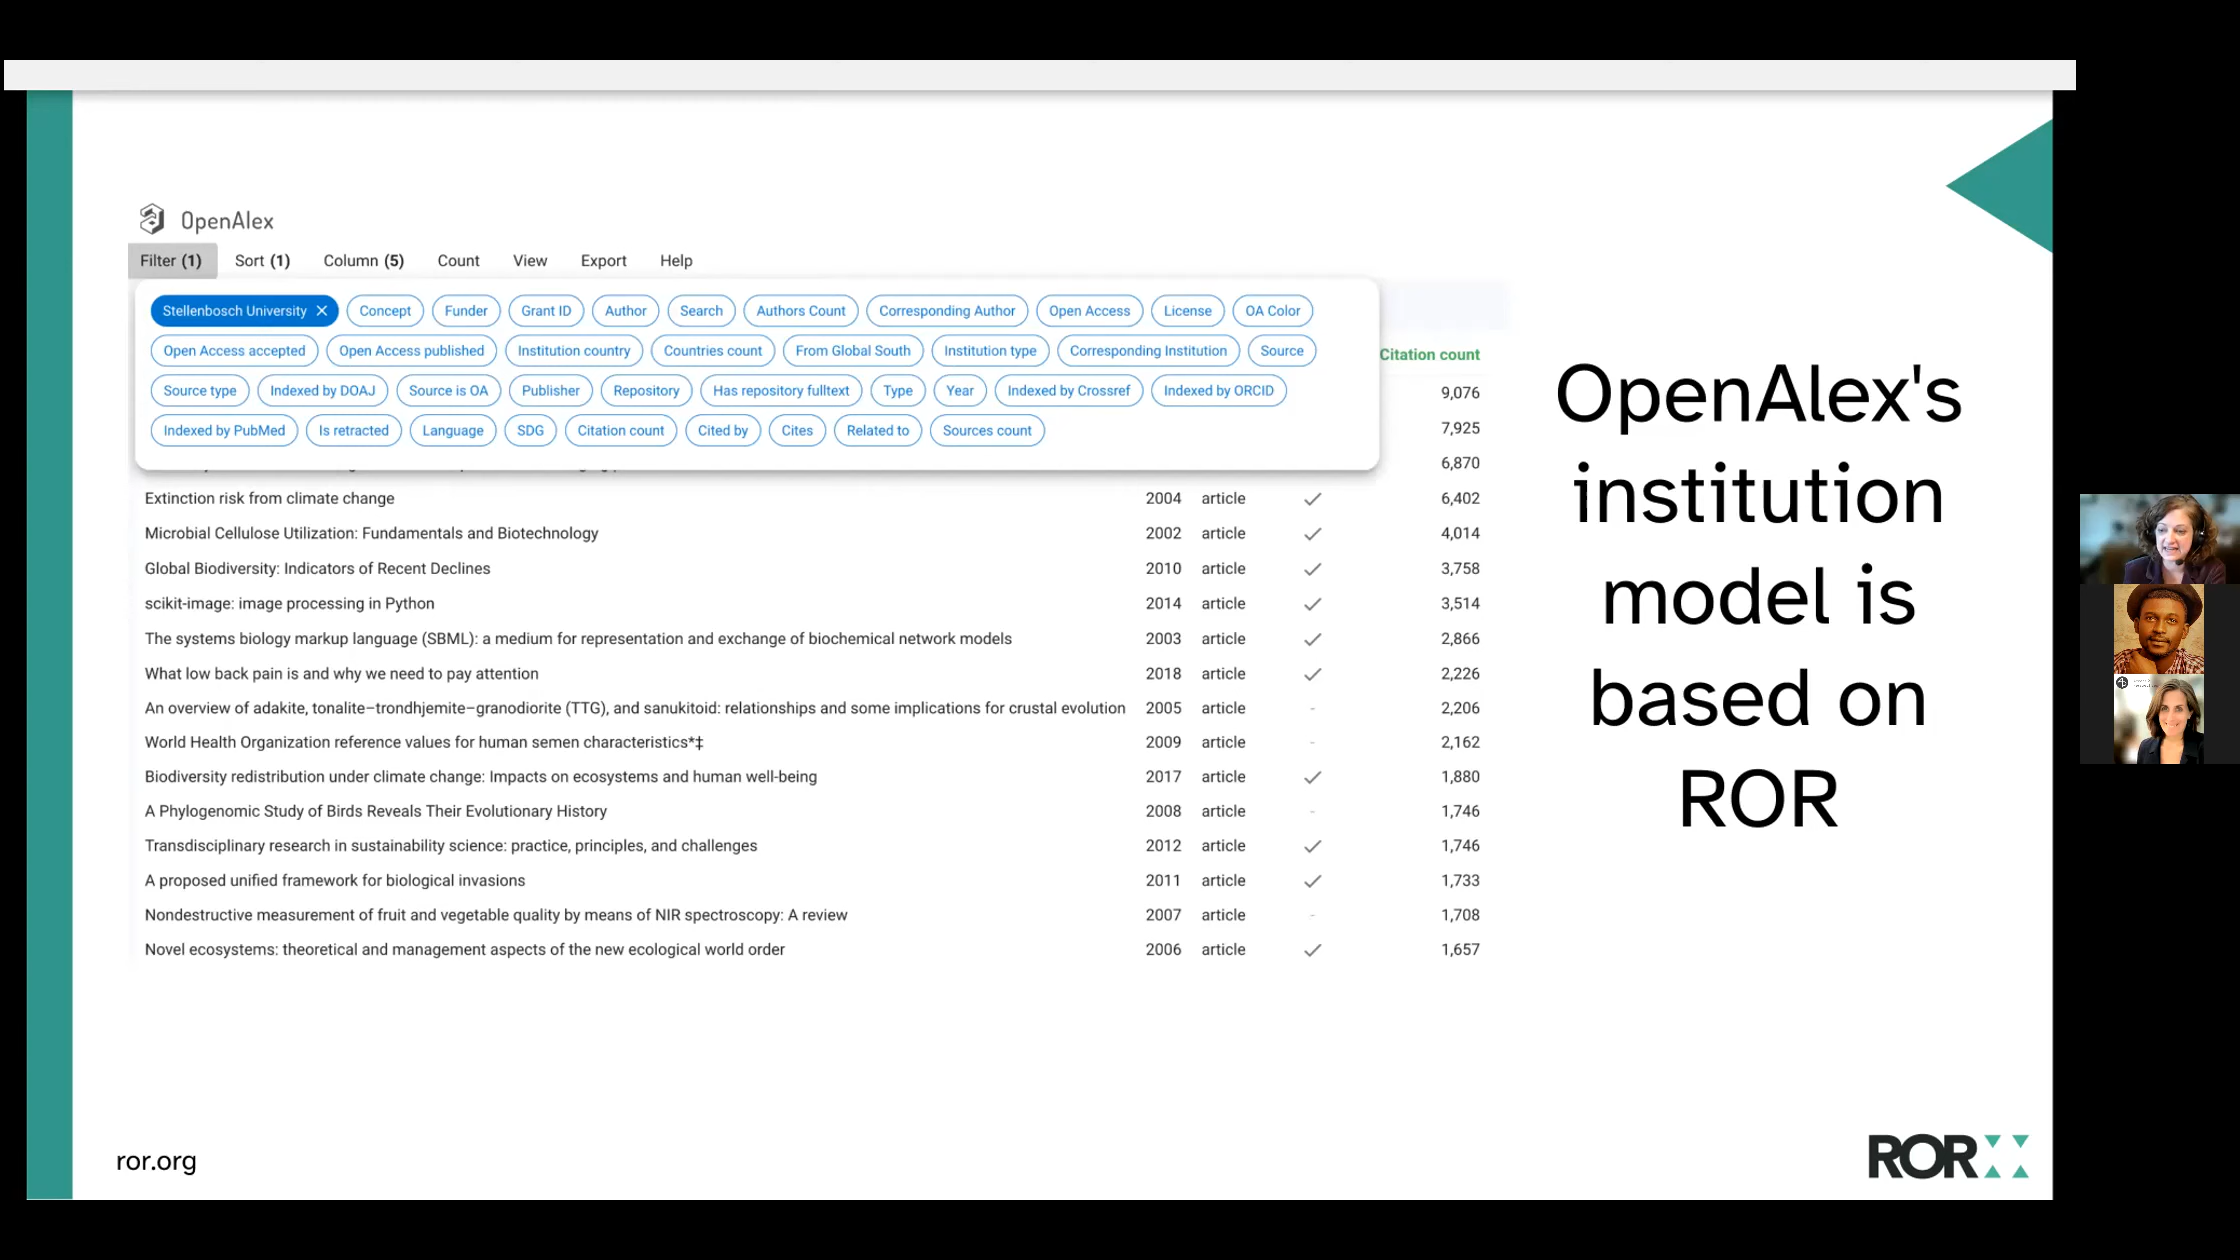 OpenAlex
Filter (1) Sort (1) Column (5) Count View Export Help
Stellenbosch University × Concept Funder Grant ID Author Search Authors Count Corresponding Author Open Access License OA Color
Open Access accepted Open Access published Institution country Countries count From Global South Institution type Corresponding Institution Source
Source type Indexed by DOAJ Source is OA Publisher Repository Has repository fulltext Type Year Indexed by Crossref Indexed by ORCID
Indexed by PubMed Is retracted Language SDG Citation count Cited by Cites Related to Sources count
Citation count
9,076
7,925
6,870
Extinction risk from climate change 2004 article ✓ 6,402
Microbial Cellulose Utilization: Fundamentals and Biotechnology 2002 article ✓ 4,014
Global Biodiversity: Indicators of Recent Declines 2010 article ✓ 3,758
scikit-image: image processing in Python 2014 article ✓ 3,514
The systems biology markup language (SBML): a medium for representation and exchange of biochemical network models 2003 article ✓ 2,866
What low back pain is and why we need to pay attention 2018 article ✓ 2,226
An overview of adakite, tonalite–trondhjemite–granodiorite (TTG), and sanukitoid: relationships and some implications for crustal evolution 2005 article - 2,206
World Health Organization reference values for human semen characteristics*‡ 2009 article - 2,162
Biodiversity redistribution under climate change: Impacts on ecosystems and human well-being 2017 article ✓ 1,880
A Phylogenomic Study of Birds Reveals Their Evolutionary History 2008 article - 1,746
Transdisciplinary research in sustainability science: practice, principles, and challenges 2012 article ✓ 1,746
A proposed unified framework for biological invasions 2011 article ✓ 1,733
Nondestructive measurement of fruit and vegetable quality by means of NIR spectroscopy: A review 2007 article - 1,708
Novel ecosystems: theoretical and management aspects of the new ecological world order 2006 article ✓ 1,657
OpenAlex's
institution
model is
based on
ROR
ror.org
ROR